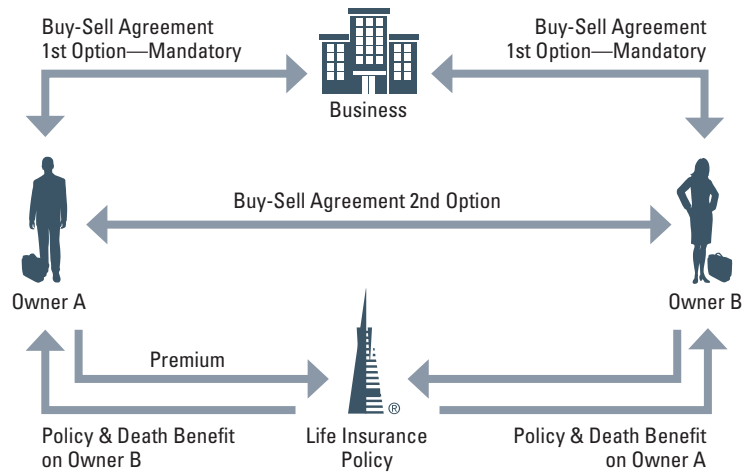 Buy-Sell Agreement
1st Option—Mandatory
Buy-Sell Agreement
1st Option—Mandatory
Business
Buy-Sell Agreement 2nd Option
Owner A
Owner B
Premium
®
Policy & Death Benefit
on Owner B
Life Insurance
Policy
Policy & Death Benefit
on Owner A